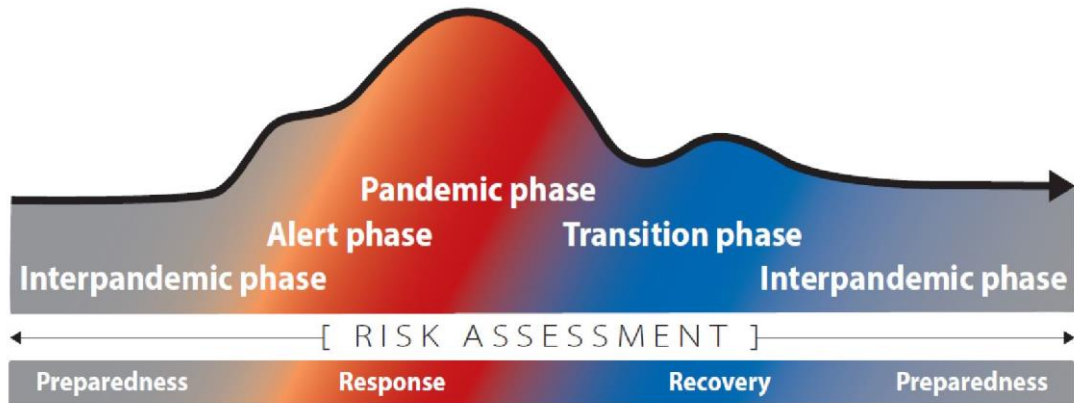 Pandemic phase
Alert phase
Transition phase
Interpandemic phase
Interpandemic phase
[ RISK ASSESSMENT ]
Preparedness
Response
Recovery
Preparedness